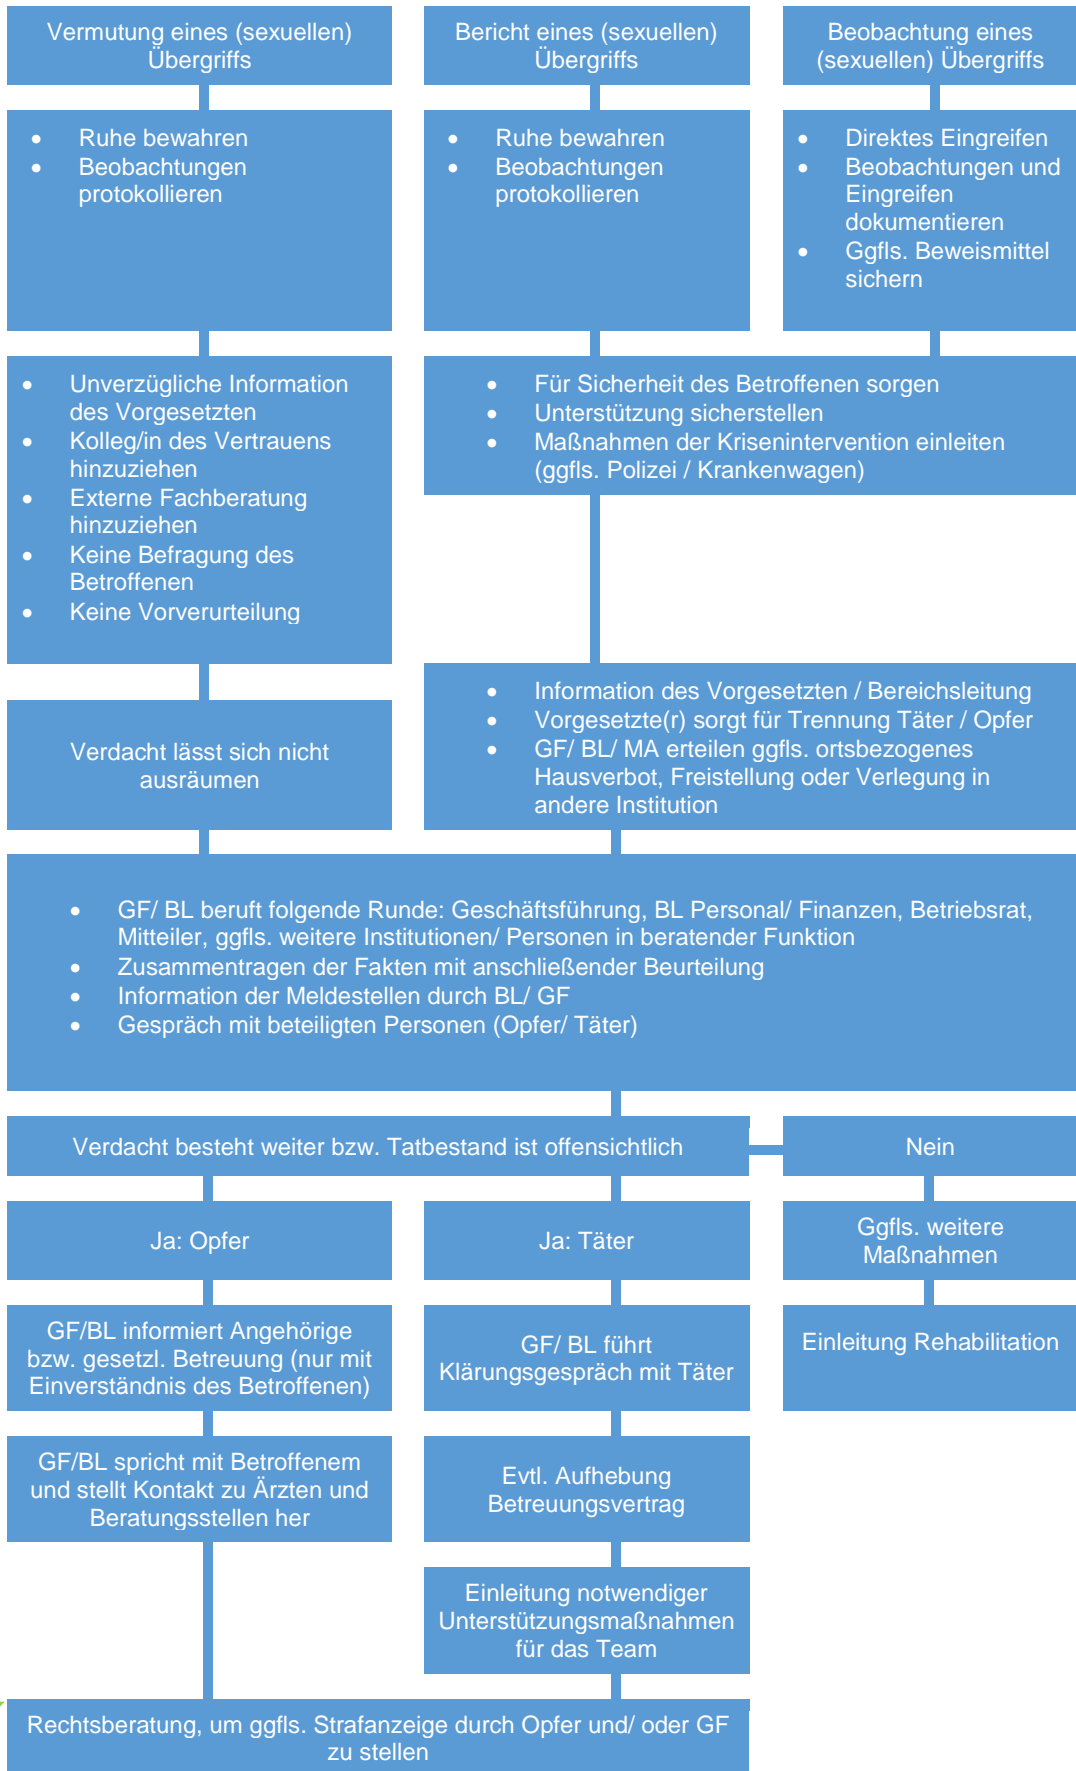 Vermutung eines (sexuellen)
Übergriffs
Bericht eines (sexuellen)
Übergriffs
Beobachtung eines
(sexuellen) Übergriffs
• Ruhe bewahren
• Beobachtungen
protokollieren
• Ruhe bewahren
• Beobachtungen
protokollieren
• Direktes Eingreifen
• Beobachtungen und
Eingreifen
dokumentieren
• Ggfls. Beweismittel
sichern
• Unverzügliche Information
des Vorgesetzten
• Kolleg/in des Vertrauens
hinzuziehen
• Externe Fachberatung
hinzuziehen
• Keine Befragung des
Betroffenen
• Keine Vorverurteilung
• Für Sicherheit des Betroffenen sorgen
• Unterstützung sicherstellen
• Maßnahmen der Krisenintervention einleiten
(ggfls. Polizei / Krankenwagen)
Verdacht lässt sich nicht
ausräumen
• Information des Vorgesetzten / Bereichsleitung
• Vorgesetzte(r) sorgt für Trennung Täter / Opfer
• GF/ BL/ MA erteilen ggfls. ortsbezogenes
Hausverbot, Freistellung oder Verlegung in
andere Institution
• GF/ BL beruft folgende Runde: Geschäftsführung, BL Personal/ Finanzen, Betriebsrat,
Mitteiler, ggfls. weitere Institutionen/ Personen in beratender Funktion
• Zusammentragen der Fakten mit anschließender Beurteilung
• Information der Meldestellen durch BL/ GF
• Gespräch mit beteiligten Personen (Opfer/ Täter)
Verdacht besteht weiter bzw. Tatbestand ist offensichtlich
Nein
Ja: Opfer
Ja: Täter
Ggfls. weitere
Maßnahmen
GF/BL informiert Angehörige
bzw. gesetzl. Betreuung (nur mit
Einverständnis des Betroffenen)
GF/ BL führt
Klärungsgespräch mit Täter
Einleitung Rehabilitation
GF/BL spricht mit Betroffenem
und stellt Kontakt zu Ärzten und
Beratungsstellen her
Evtl. Aufhebung
Betreuungsvertrag
Einleitung notwendiger
Unterstützungsmaßnahmen
für das Team
Rechtsberatung, um ggfls. Strafanzeige durch Opfer und/ oder GF
zu stellen